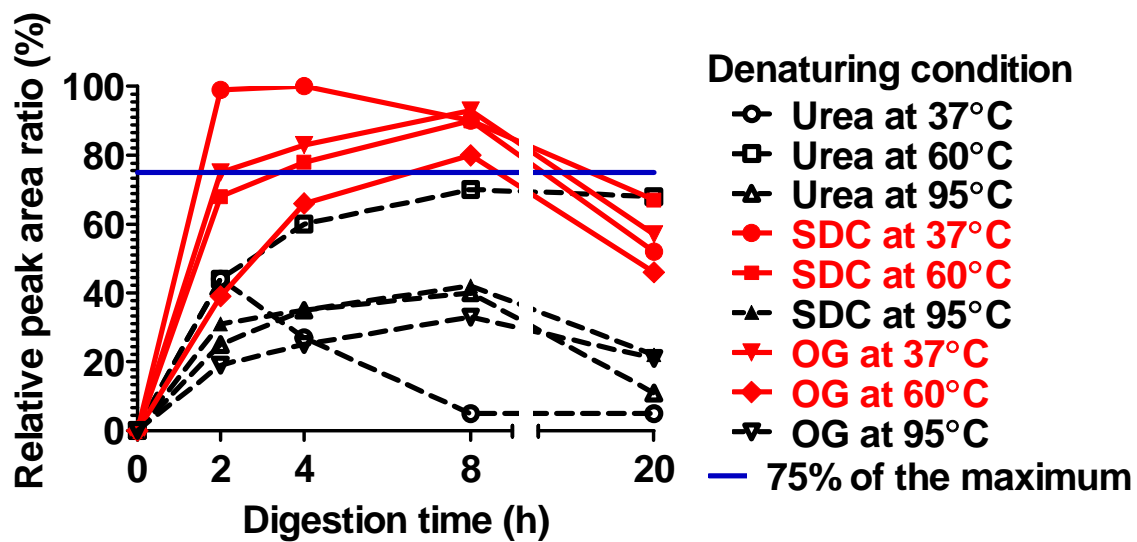 Relative peak area ratio (%)
100
80
60
40
20
0
0 2 4 8 20
Digestion time (h)
Denaturing condition
Urea at 37°C
Urea at 60°C
Urea at 95°C
SDC at 37°C
SDC at 60°C
SDC at 95°C
OG at 37°C
OG at 60°C
OG at 95°C
75% of the maximum